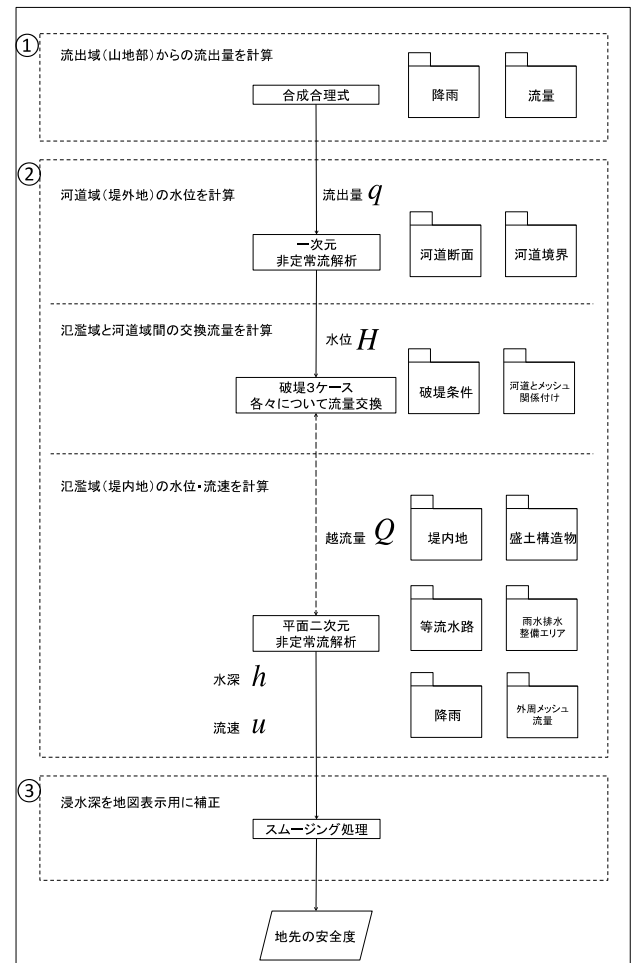 ①
流出域（山地部）からの流出量を計算
合成合理式
降雨
流量
②
河道域（堤外地）の水位を計算
流出量 q
一次元
非定常流解析
河道断面
河道境界
氾濫域と河道域間の交換流量を計算
水位 H
破堤3ケース
各々について流量交換
破堤条件
河道とメッシュ
関係付け
氾濫域（堤内地）の水位・流速を計算
越流量 Q
堤内地
盛土構造物
平面二次元
非定常流解析
等流水路
雨水排水
整備エリア
水深 h
流速 u
降雨
外周メッシュ
流量
③
浸水深を地図表示用に補正
スムージング処理
地先の安全度